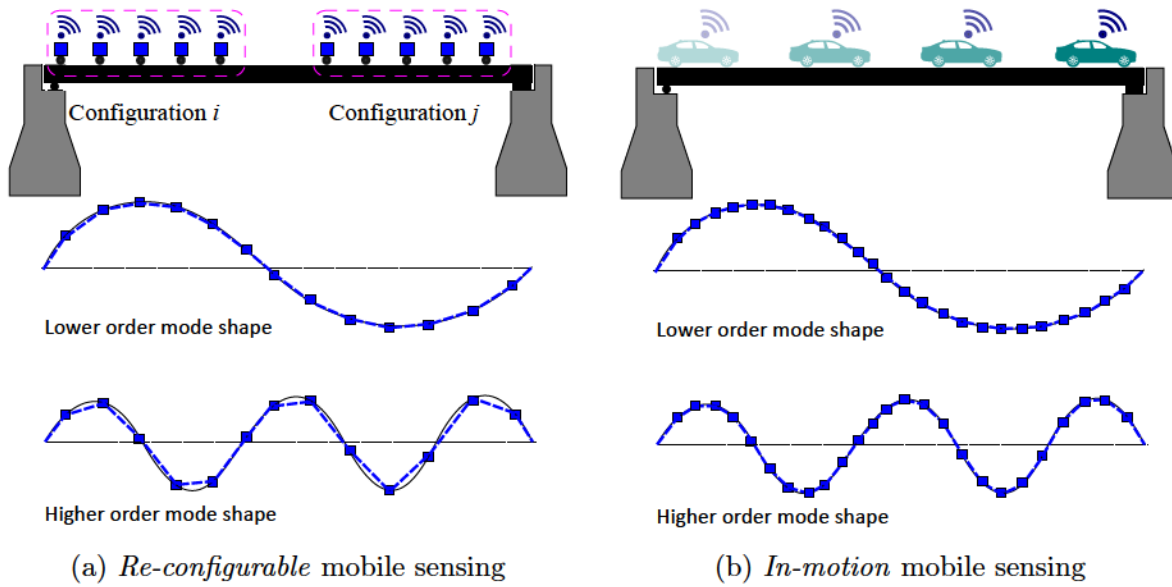 Configuration i
Configuration j
Lower order mode shape
Higher order mode shape
(a) Re-configurable mobile sensing
Lower order mode shape
Higher order mode shape
(b) In-motion mobile sensing